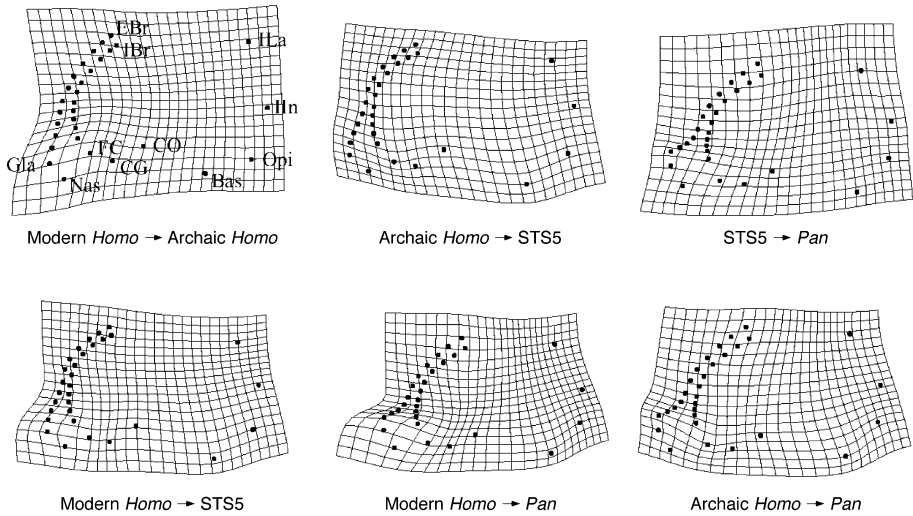 EBr
IBr
ILa
IIn
FC
CO
Gla
CG
Opi
Nas
Bas
Modern Homo → Archaic Homo
Archaic Homo → STS5
STS5 → Pan
Modern Homo → STS5
Modern Homo → Pan
Archaic Homo → Pan